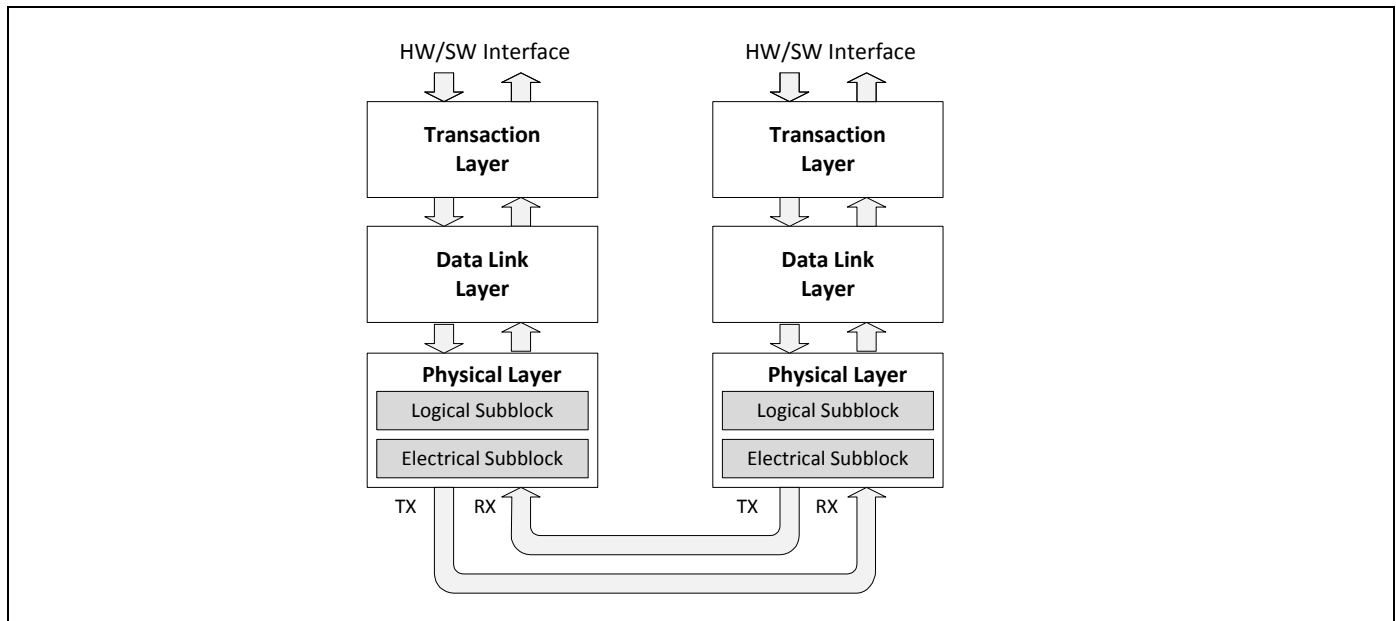 HW/SW Interface
Transaction
Layer
Data Link
Layer
Physical Layer
Logical Subblock
Electrical Subblock
TX
RX
HW/SW Interface
Transaction
Layer
Data Link
Layer
Physical Layer
Logical Subblock
Electrical Subblock
TX
RX